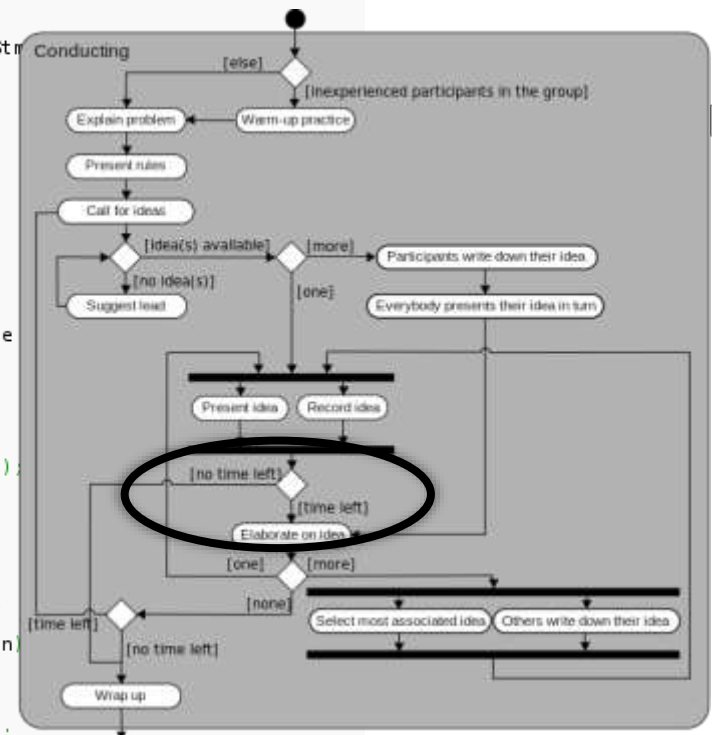 Stm
Conducting
[else]
[inexperienced participants in the group]
Explain problem
Warm-up practice
Present rules
Call for ideas
[idea(s) available]
[more]
Participants write down their idea
[no idea(s)]
[one]
Suggest lead
Everybody presents their idea in turn
e
Present idea
Record idea
);
[no time left]
[time left]
Elaborate on idea
[one]
[more]
[none]
Select most associated idea
Others write down their idea
[time left]
n)
[no time left]
Wrap up